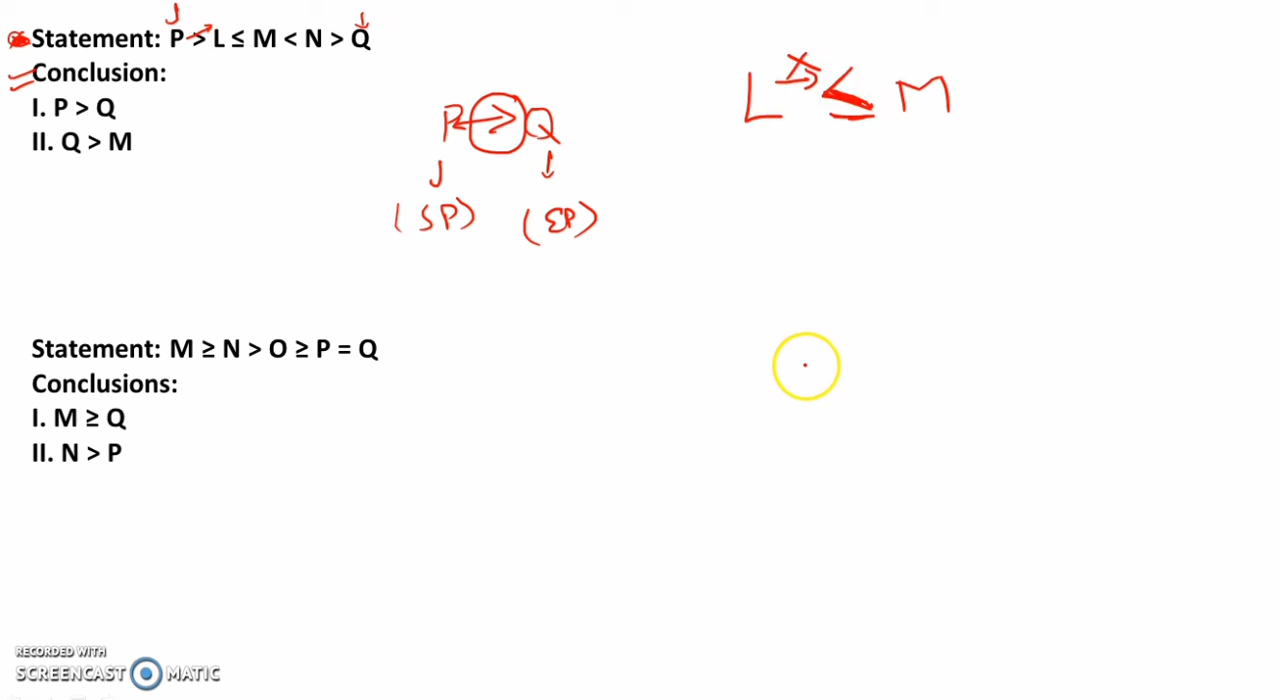 Statement: P > L ≤ M < N > Q
Conclusion:
I. P > Q
II. Q > M
P > Q
(SP) (EP)
L ≤ M
Statement: M ≥ N > O ≥ P = Q
Conclusions:
I. M ≥ Q
II. N > P
RECORDED WITH
SCREENCAST MATIC